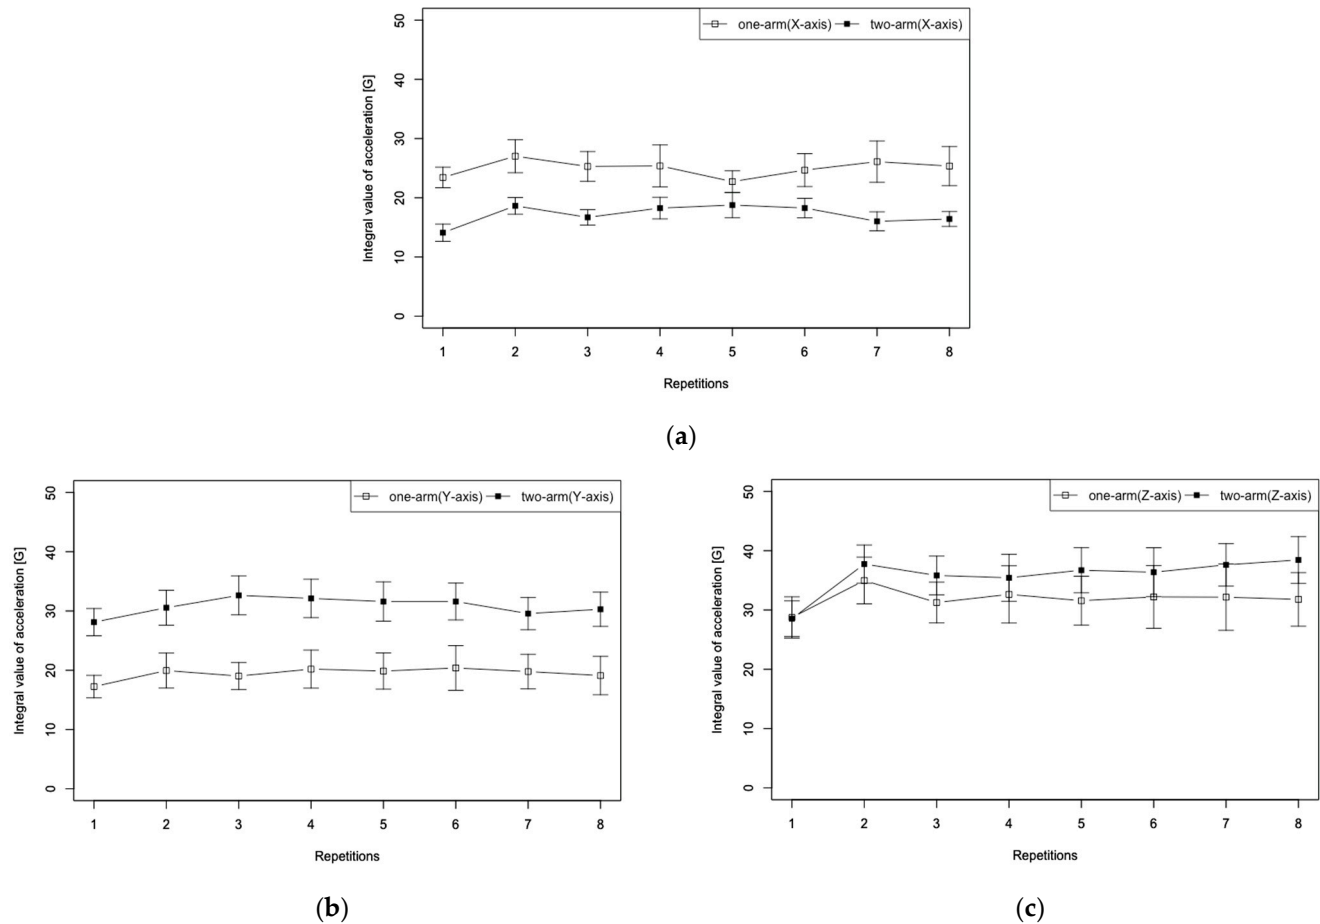 one-arm(X-axis) two-arm(X-axis)
Integral value of acceleration [G]
50
40
30
20
10
0
1 2 3 4 5 6 7 8
Repetitions
(a)
one-arm(Y-axis) two-arm(Y-axis)
Integral value of acceleration [G]
50
40
30
20
10
0
1 2 3 4 5 6 7 8
Repetitions
(b)
one-arm(Z-axis) two-arm(Z-axis)
Integral value of acceleration [G]
50
40
30
20
10
0
1 2 3 4 5 6 7 8
Repetitions
(c)